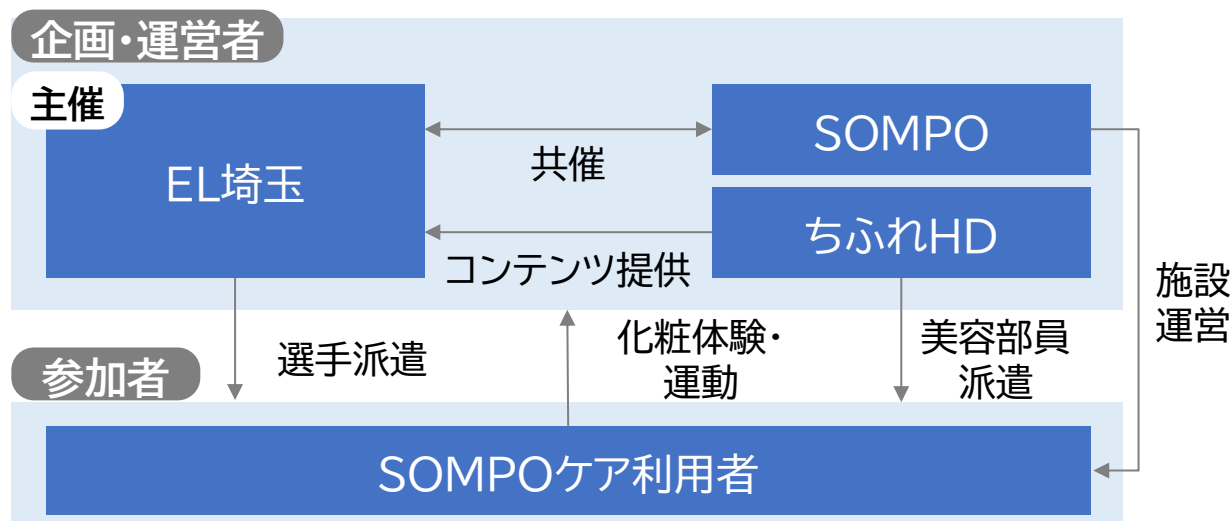 企画・運営者
主催
EL埼玉
共催
SOMPO
ちふれHD
コンテンツ提供
施設
運営
選手派遣
化粧体験・
運動
美容部員
派遣
参加者
SOMPOケア利用者